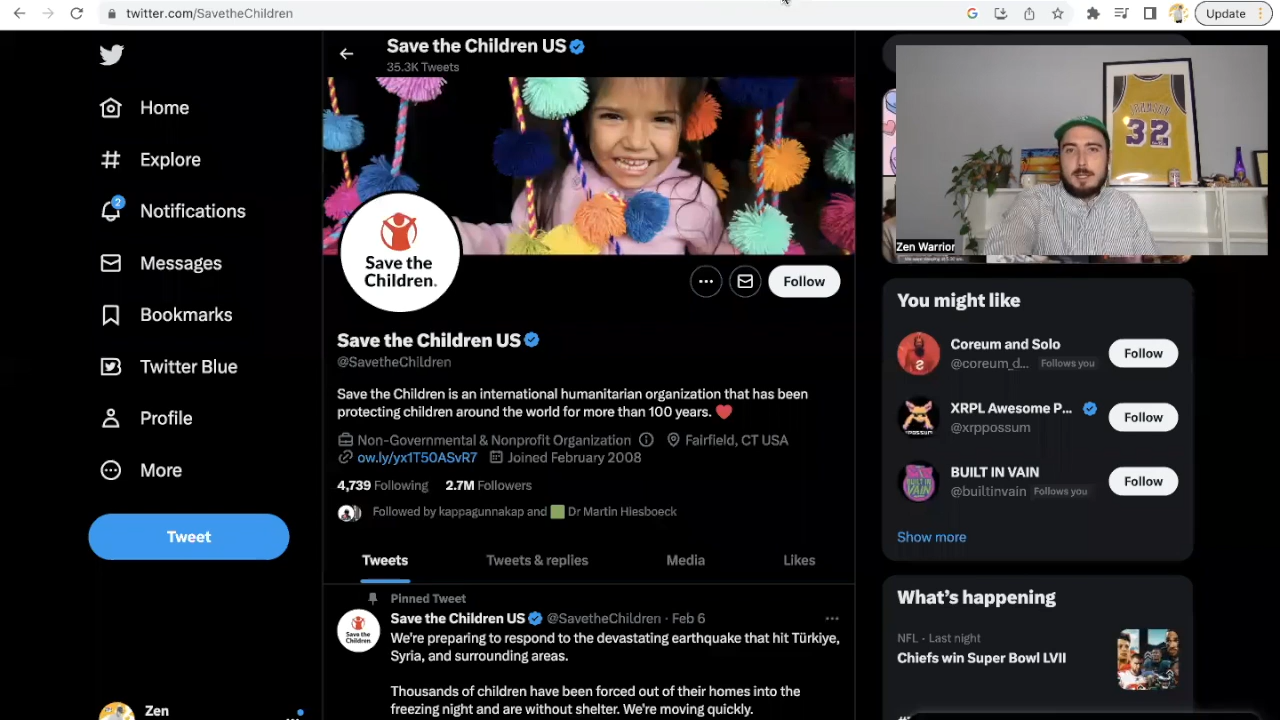 twitter.com/SavetheChildren
Update
Home
Explore
2
Notifications
Messages
Bookmarks
Twitter Blue
Profile
More
Tweet
Zen
Save the Children US
35.3K Tweets
Save the
Children.
Follow
Save the Children US
@SavetheChildren
Save the Children is an international humanitarian organization that has been
protecting children around the world for more than 100 years.
Non-Governmental & Nonprofit Organization
Fairfield, CT USA
ow.ly/yx1T50ASvR7
Joined February 2008
4,739 Following 2.7M Followers
Followed by kappagunnakap and Dr Martin Hiesboeck
Tweets
Tweets & replies
Media
Likes
Pinned Tweet
Save the Children US @SavetheChildren · Feb 6
Save the
Children.
We're preparing to respond to the devastating earthquake that hit Türkiye,
Syria, and surrounding areas.
Thousands of children have been forced out of their homes into the
freezing night and are without shelter. We're moving quickly.
JOHNSON
32
Zen Warrior
You might like
Coreum and Solo
@coreum_d... Follows you
Follow
XRPL Awesome P...
@xrppossum
Follow
BUILT IN VAIN
@builtinvain Follows you
Follow
Show more
What's happening
NFL · Last night
Chiefs win Super Bowl LVII